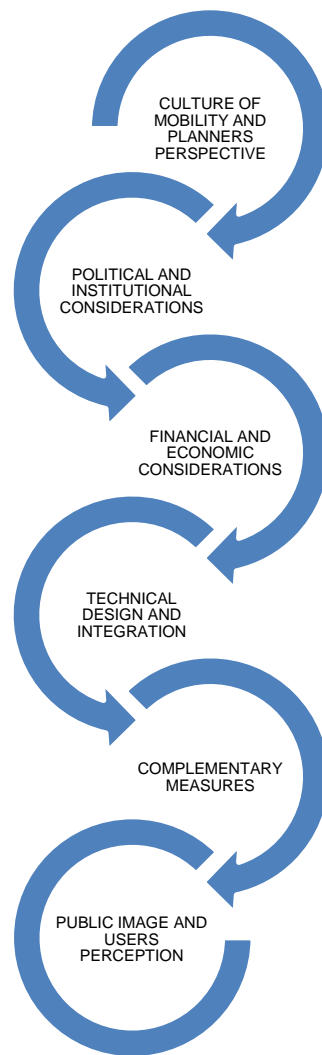 CULTURE OF
MOBILITY AND
PLANNERS
PERSPECTIVE
POLITICAL AND
INSTITUTIONAL
CONSIDERATIONS
FINANCIAL AND
ECONOMIC
CONSIDERATIONS
TECHNICAL
DESIGN AND
INTEGRATION
COMPLEMENTARY
MEASURES
PUBLIC IMAGE AND
USERS
PERCEPTION